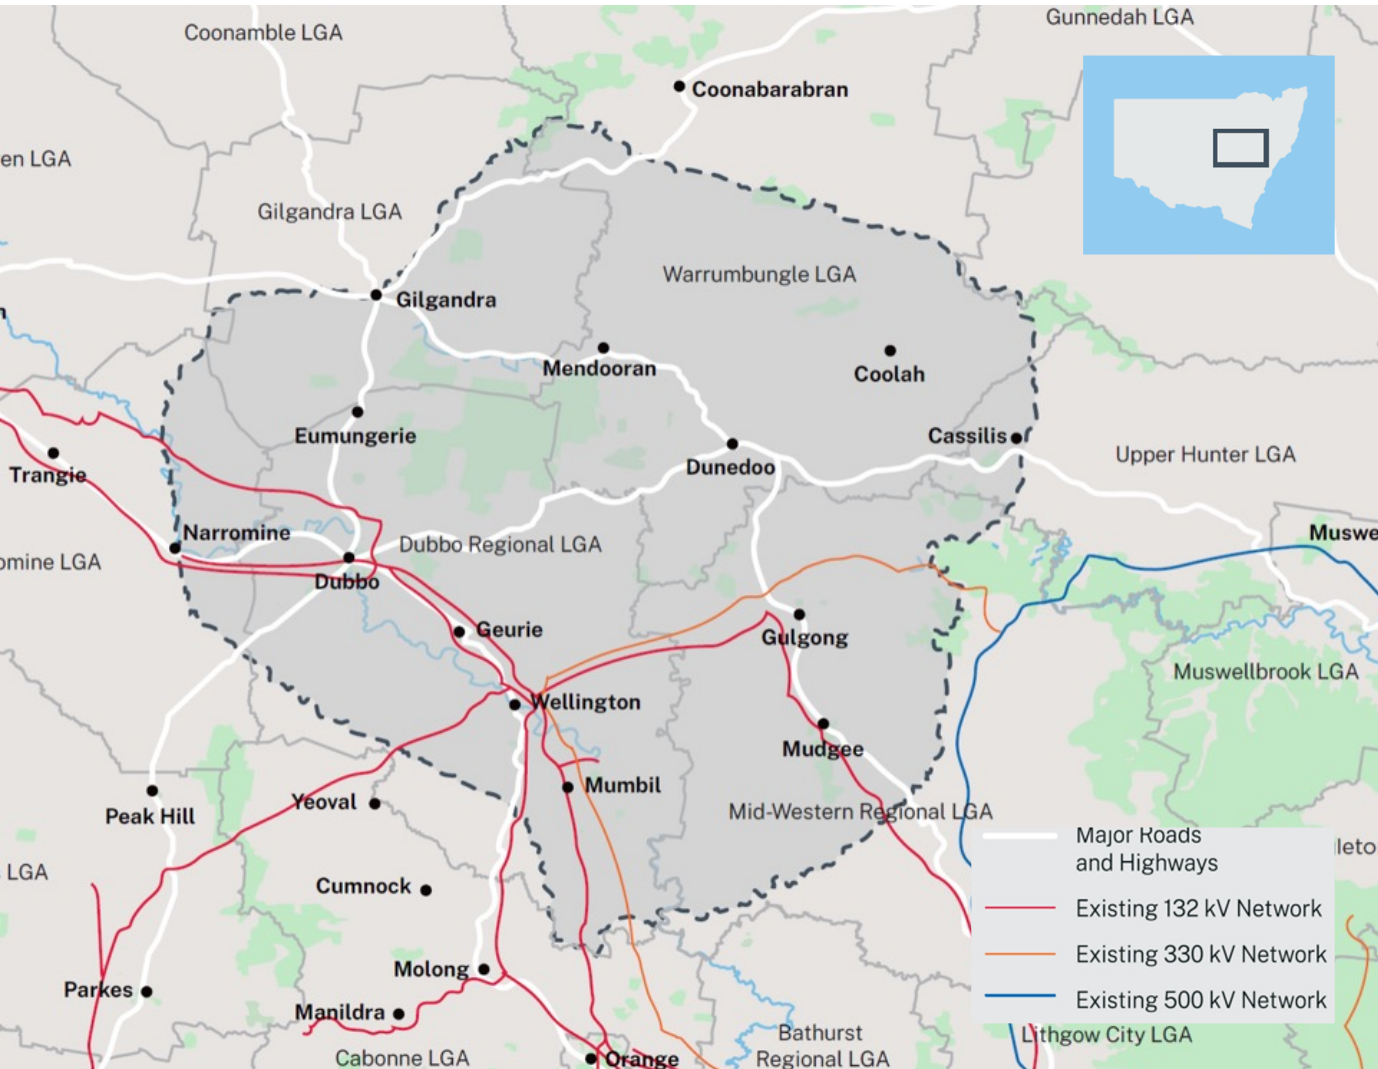 Coonamble LGA
Gunnedah LGA
Coonabarabran
en LGA
Gilgandra LGA
Warrumbungle LGA
Gilgandra
n
Mendooran
Coolah
Eumungerie
Cassilis
Upper Hunter LGA
Trangie
Dunedoo
Narromine
Muswe
Dubbo Regional LGA
omine LGA
Dubbo
Geurie
Gulgong
Muswellbrook LGA
Wellington
Mudgee
Mumbil
Yeoval
Peak Hill
Mid-Western Regional LGA
Major Roads
and Highways
leto
LGA
Cumnock
Existing 132 kV Network
Existing 330 kV Network
Molong
Parkes
Existing 500 kV Network
Manildra
Bathurst
Regional LGA
Lithgow City LGA
Cabonne LGA
Orange